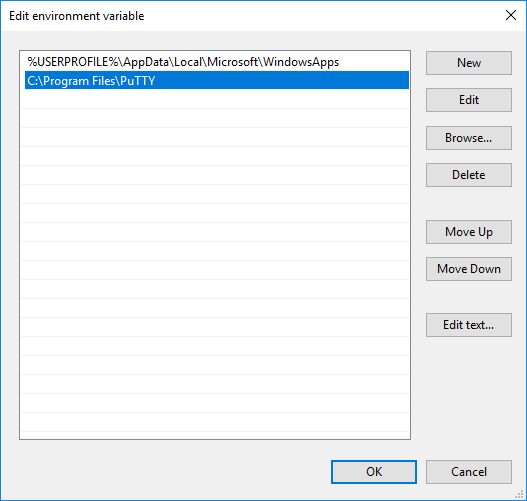 Edit environment variable
%USERPROFILE%\AppData\Local\Microsoft\WindowsApps
C:\Program Files\PuTTY
New
Edit
Browse...
Delete
Move Up
Move Down
Edit text...
OK
Cancel